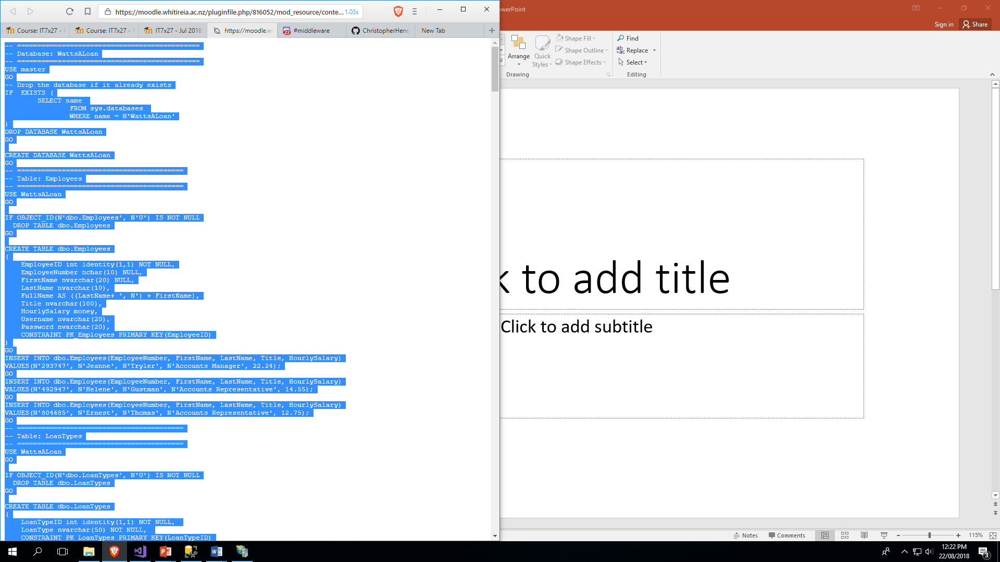 https://moodle.whitireia.ac.nz/pluginfile.php/816052/mod_resource/conte... 1.03s
Course: IT7x27 -
Course: IT7x27 -
IT7x27 - Jul 2018
https://moodle.w
#middleware
ChristopherHenr
New Tab
-- =============================================
-- Database: WattsALoan
-- =============================================
USE master
GO
-- Drop the database if it already exists
IF  EXISTS (
SELECT name
FROM sys.databases
WHERE name = N'WattsALoan'
)
DROP DATABASE WattsALoan
GO
CREATE DATABASE WattsALoan
GO
-- =========================================
-- Table: Employees
-- =========================================
USE WattsALoan
GO
IF OBJECT_ID(N'dbo.Employees', N'U') IS NOT NULL
DROP TABLE dbo.Employees
GO
CREATE TABLE dbo.Employees
(
EmployeeID int identity(1,1) NOT NULL,
EmployeeNumber nchar(10) NULL,
FirstName nvarchar(20) NULL,
LastName nvarchar(10),
FullName AS ((LastName+ ', N') + FirstName),
Title nvarchar(100),
HourlySalary money,
Username nvarchar(20),
Password nvarchar(20),
CONSTRAINT PK_Employees PRIMARY KEY(EmployeeID)
)
GO
INSERT INTO dbo.Employees(EmployeeNumber, FirstName, LastName, Title, HourlySalary)
VALUES(N'293747', N'Jeanne', N'Tryler', N'Accounts Manager', 22.24);
GO
INSERT INTO dbo.Employees(EmployeeNumber, FirstName, LastName, Title, HourlySalary)
VALUES(N'492947', N'Helene', N'Gustman', N'Accounts Representative', 14.55);
GO
INSERT INTO dbo.Employees(EmployeeNumber, FirstName, LastName, Title, HourlySalary)
VALUES(N'804685', N'Ernest', N'Thomas', N'Accounts Representative', 12.75);
GO
-- =========================================
-- Table: LoanTypes
-- =========================================
USE WattsALoan
GO
IF OBJECT_ID(N'dbo.LoanTypes', N'U') IS NOT NULL
DROP TABLE dbo.LoanTypes
GO
CREATE TABLE dbo.LoanTypes
(
LoanTypeID int identity(1,1) NOT NULL,
LoanType nvarchar(50) NOT NULL,
CONSTRAINT PK_LoanTypes PRIMARY KEY(LoanTypeID)
owerPoint
Sign in
Share
Arrange
Quick Styles
Shape Fill
Shape Outline
Shape Effects
Drawing
Find
Replace
Select
Editing
k to add title
Click to add subtitle
Notes
Comments
115%
12:22 PM
22/08/2018
22
3